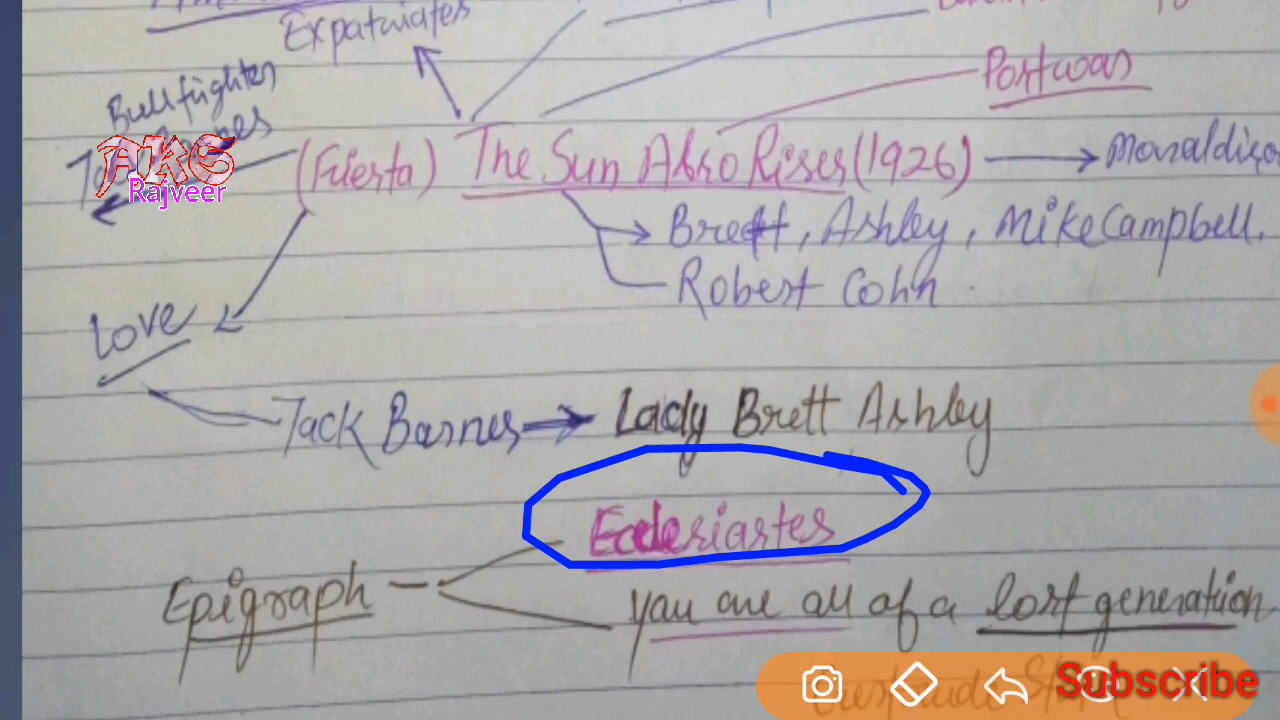 Expatriates
Postwar
Bullfighter
AKS
Rajveer
(Fiesta) The Sun Also Rises (1926)
Brett, Ashley, Mike Campbell.
Robert Cohn
Love
Jack Barnes → Lady Brett Ashley
Ecclesiastes
Epigraph —
you are all of a lost generation
Subscribe